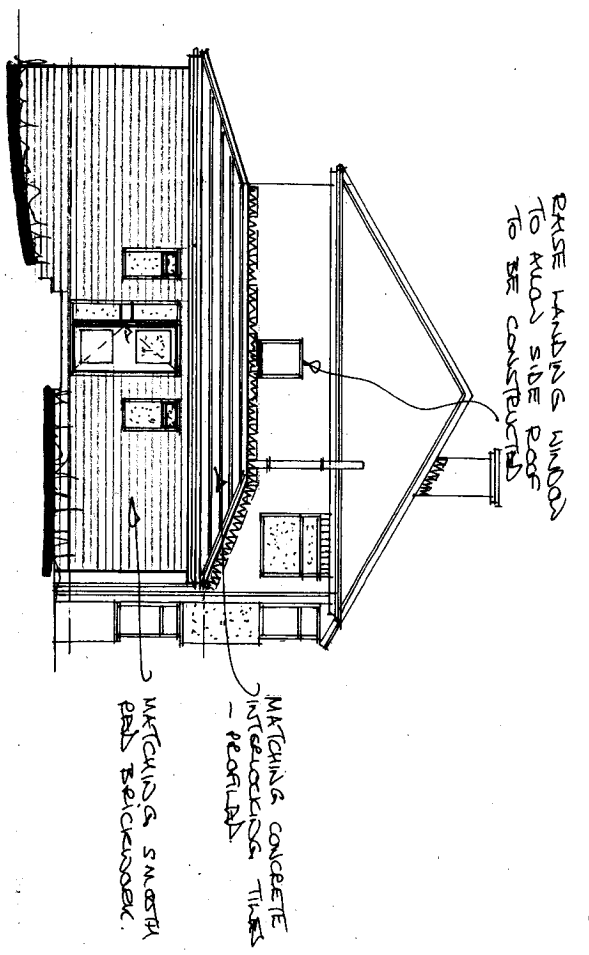 RAISE LANDING WINDOW
TO ALLOW SIDE ROOF
TO BE CONSTRUCTED
MATCHING CONCRETE
INTERLOCKING TILES
- PROFILED.
MATCHING SMOOTH
RED BRICKWORK.